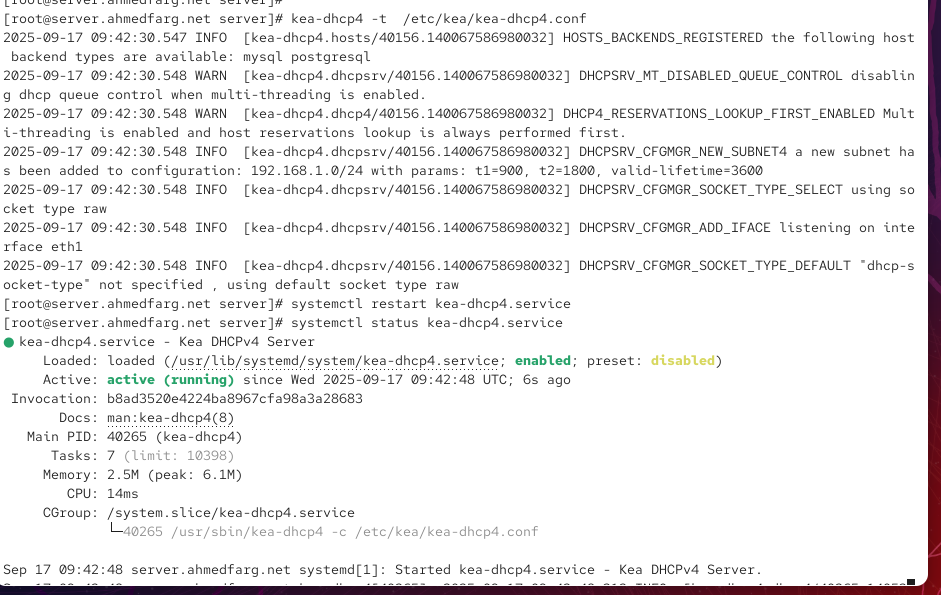 [root@server.ahmedfarg.net server]#
[root@server.ahmedfarg.net server]# kea-dhcp4 -t  /etc/kea/kea-dhcp4.conf
2025-09-17 09:42:30.547 INFO  [kea-dhcp4.hosts/40156.140067586980032] HOSTS_BACKENDS_REGISTERED the following host
 backend types are available: mysql postgresql
2025-09-17 09:42:30.548 WARN  [kea-dhcp4.dhcpsrv/40156.140067586980032] DHCPSRV_MT_DISABLED_QUEUE_CONTROL disablin
g dhcp queue control when multi-threading is enabled.
2025-09-17 09:42:30.548 WARN  [kea-dhcp4.dhcp4/40156.140067586980032] DHCP4_RESERVATIONS_LOOKUP_FIRST_ENABLED Mult
i-threading is enabled and host reservations lookup is always performed first.
2025-09-17 09:42:30.548 INFO  [kea-dhcp4.dhcpsrv/40156.140067586980032] DHCPSRV_CFGMGR_NEW_SUBNET4 a new subnet ha
s been added to configuration: 192.168.1.0/24 with params: t1=900, t2=1800, valid-lifetime=3600
2025-09-17 09:42:30.548 INFO  [kea-dhcp4.dhcpsrv/40156.140067586980032] DHCPSRV_CFGMGR_SOCKET_TYPE_SELECT using so
cket type raw
2025-09-17 09:42:30.548 INFO  [kea-dhcp4.dhcpsrv/40156.140067586980032] DHCPSRV_CFGMGR_ADD_IFACE listening on inte
rface eth1
2025-09-17 09:42:30.548 INFO  [kea-dhcp4.dhcpsrv/40156.140067586980032] DHCPSRV_CFGMGR_SOCKET_TYPE_DEFAULT "dhcp-s
ocket-type" not specified , using default socket type raw
[root@server.ahmedfarg.net server]# systemctl restart kea-dhcp4.service
[root@server.ahmedfarg.net server]# systemctl status kea-dhcp4.service
● kea-dhcp4.service - Kea DHCPv4 Server
     Loaded: loaded (/usr/lib/systemd/system/kea-dhcp4.service; enabled; preset: disabled)
     Active: active (running) since Wed 2025-09-17 09:42:48 UTC; 6s ago
 Invocation: b8ad3520e4224ba8967cfa98a3a28683
       Docs: man:kea-dhcp4(8)
   Main PID: 40265 (kea-dhcp4)
      Tasks: 7 (limit: 10398)
     Memory: 2.5M (peak: 6.1M)
        CPU: 14ms
     CGroup: /system.slice/kea-dhcp4.service
             └─40265 /usr/sbin/kea-dhcp4 -c /etc/kea/kea-dhcp4.conf
Sep 17 09:42:48 server.ahmedfarg.net systemd[1]: Started kea-dhcp4.service - Kea DHCPv4 Server.